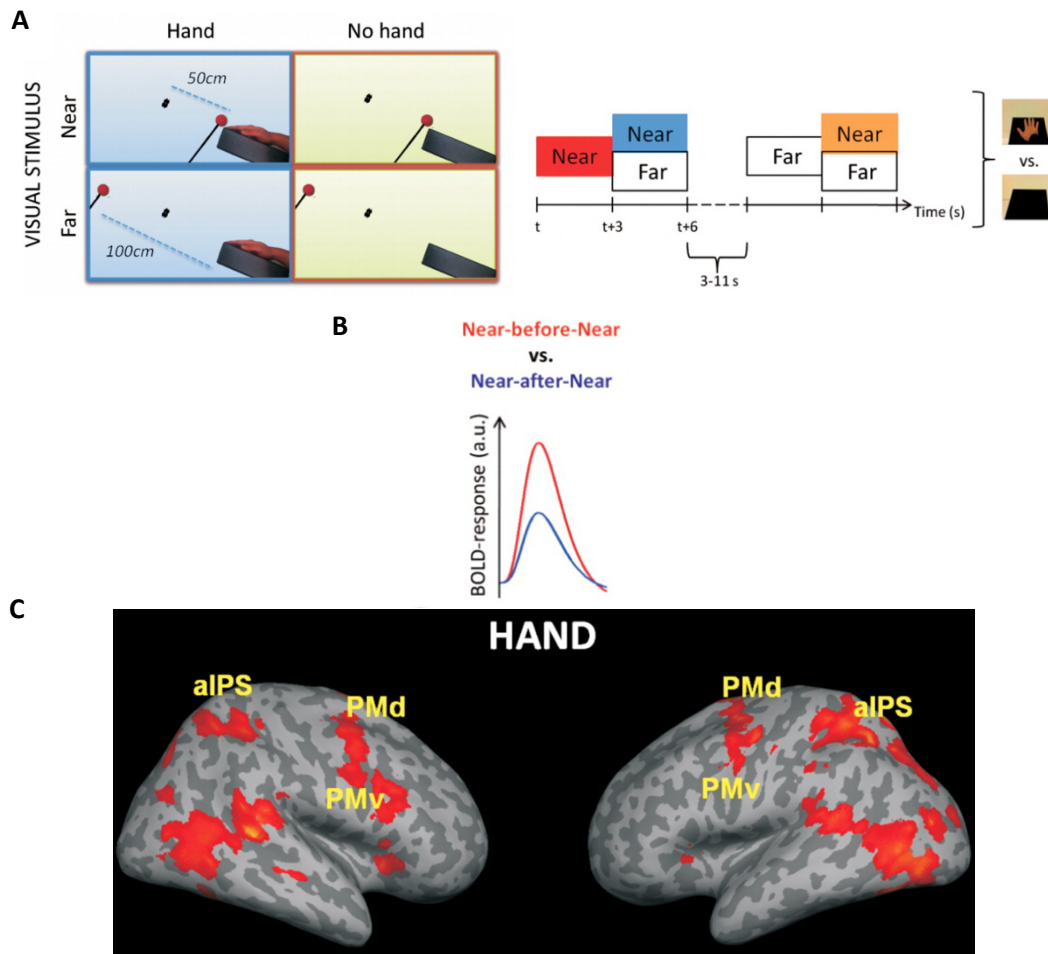 A
Hand
No hand
VISUAL STIMULUS
Near
50cm
Far
100cm
Near
Near
Far
Far
Near
Far
vs.
Time (s)
t
t+3
t+6
3-11 s
B
Near-before-Near
vs.
Near-after-Near
BOLD-response (a.u.)
C
HAND
aIPS
PMd
PMv
PMd
aIPS
PMv